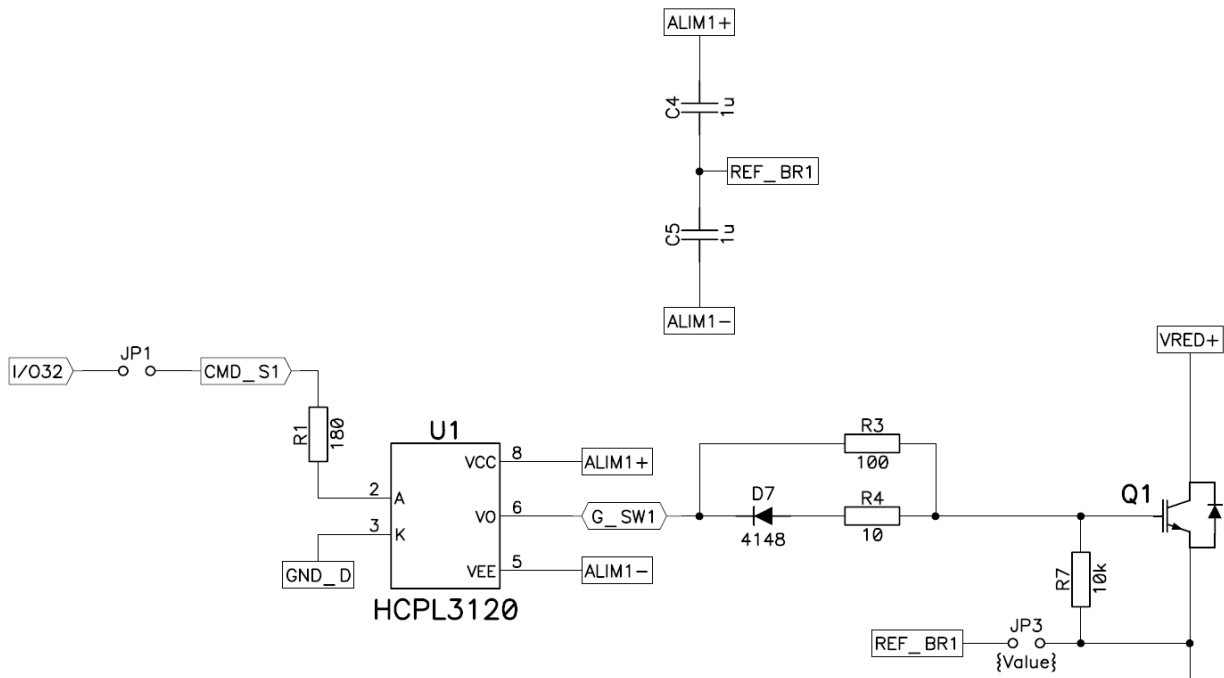 ALIM1+
C4
1u
REF_BR1
C5
1u
ALIM1-
VRED+
I/O32
JP1
CMD_S1
R1
180
U1
VCC
8
ALIM1+
2
A
VO
6
G_SW1
3
K
GND_D
VEE
5
ALIM1-
HCPL3120
R3
100
D7
4148
R4
10
Q1
R7
10k
REF_BR1
JP3
{Value}